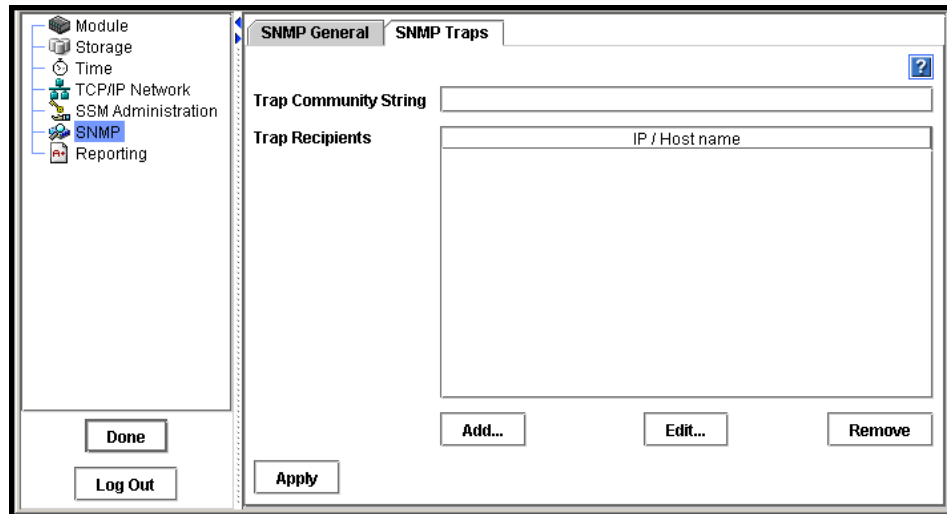 Module
Storage
Time
TCP/IP Network
SSM Administration
SNMP
Reporting
Done
Log Out
SNMP General
SNMP Traps
?
Trap Community String
Trap Recipients
IP / Host name
Add...
Edit...
Remove
Apply